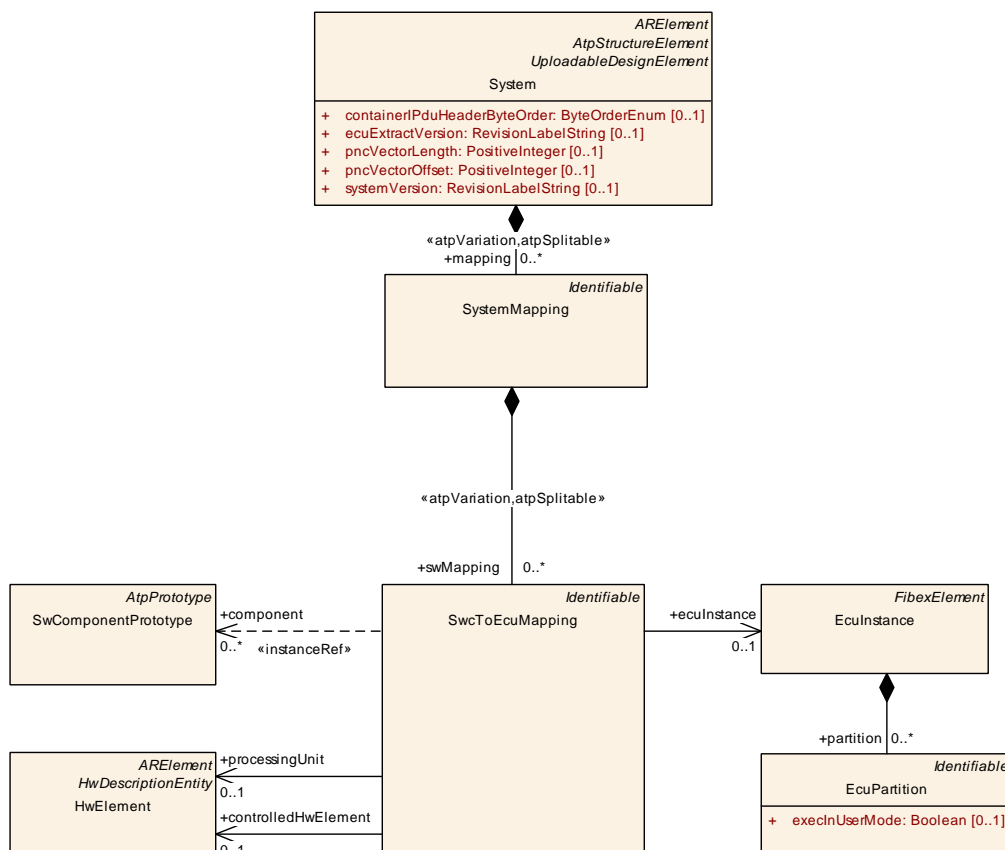 ARElement
AtpStructureElement
UploadableDesignElement
System
+ containerIPduHeaderByteOrder: ByteOrderEnum [0..1]
+ ecuExtractVersion: RevisionLabelString [0..1]
+ pncVectorLength: PositiveInteger [0..1]
+ pncVectorOffset: PositiveInteger [0..1]
+ systemVersion: RevisionLabelString [0..1]
«atpVariation,atpSplitable»
+mapping 0..*
Identifiable
SystemMapping
«atpVariation,atpSplitable»
+swMapping 0..*
AtpPrototype
SwComponentPrototype
+component
0..* «instanceRef»
Identifiable
SwcToEcuMapping
+ecuInstance
0..1
FibexElement
EcuInstance
+partition 0..*
ARElement
HwDescriptionEntity
HwElement
+processingUnit
0..1
+controlledHwElement
0..1
Identifiable
EcuPartition
+ execInUserMode: Boolean [0..1]